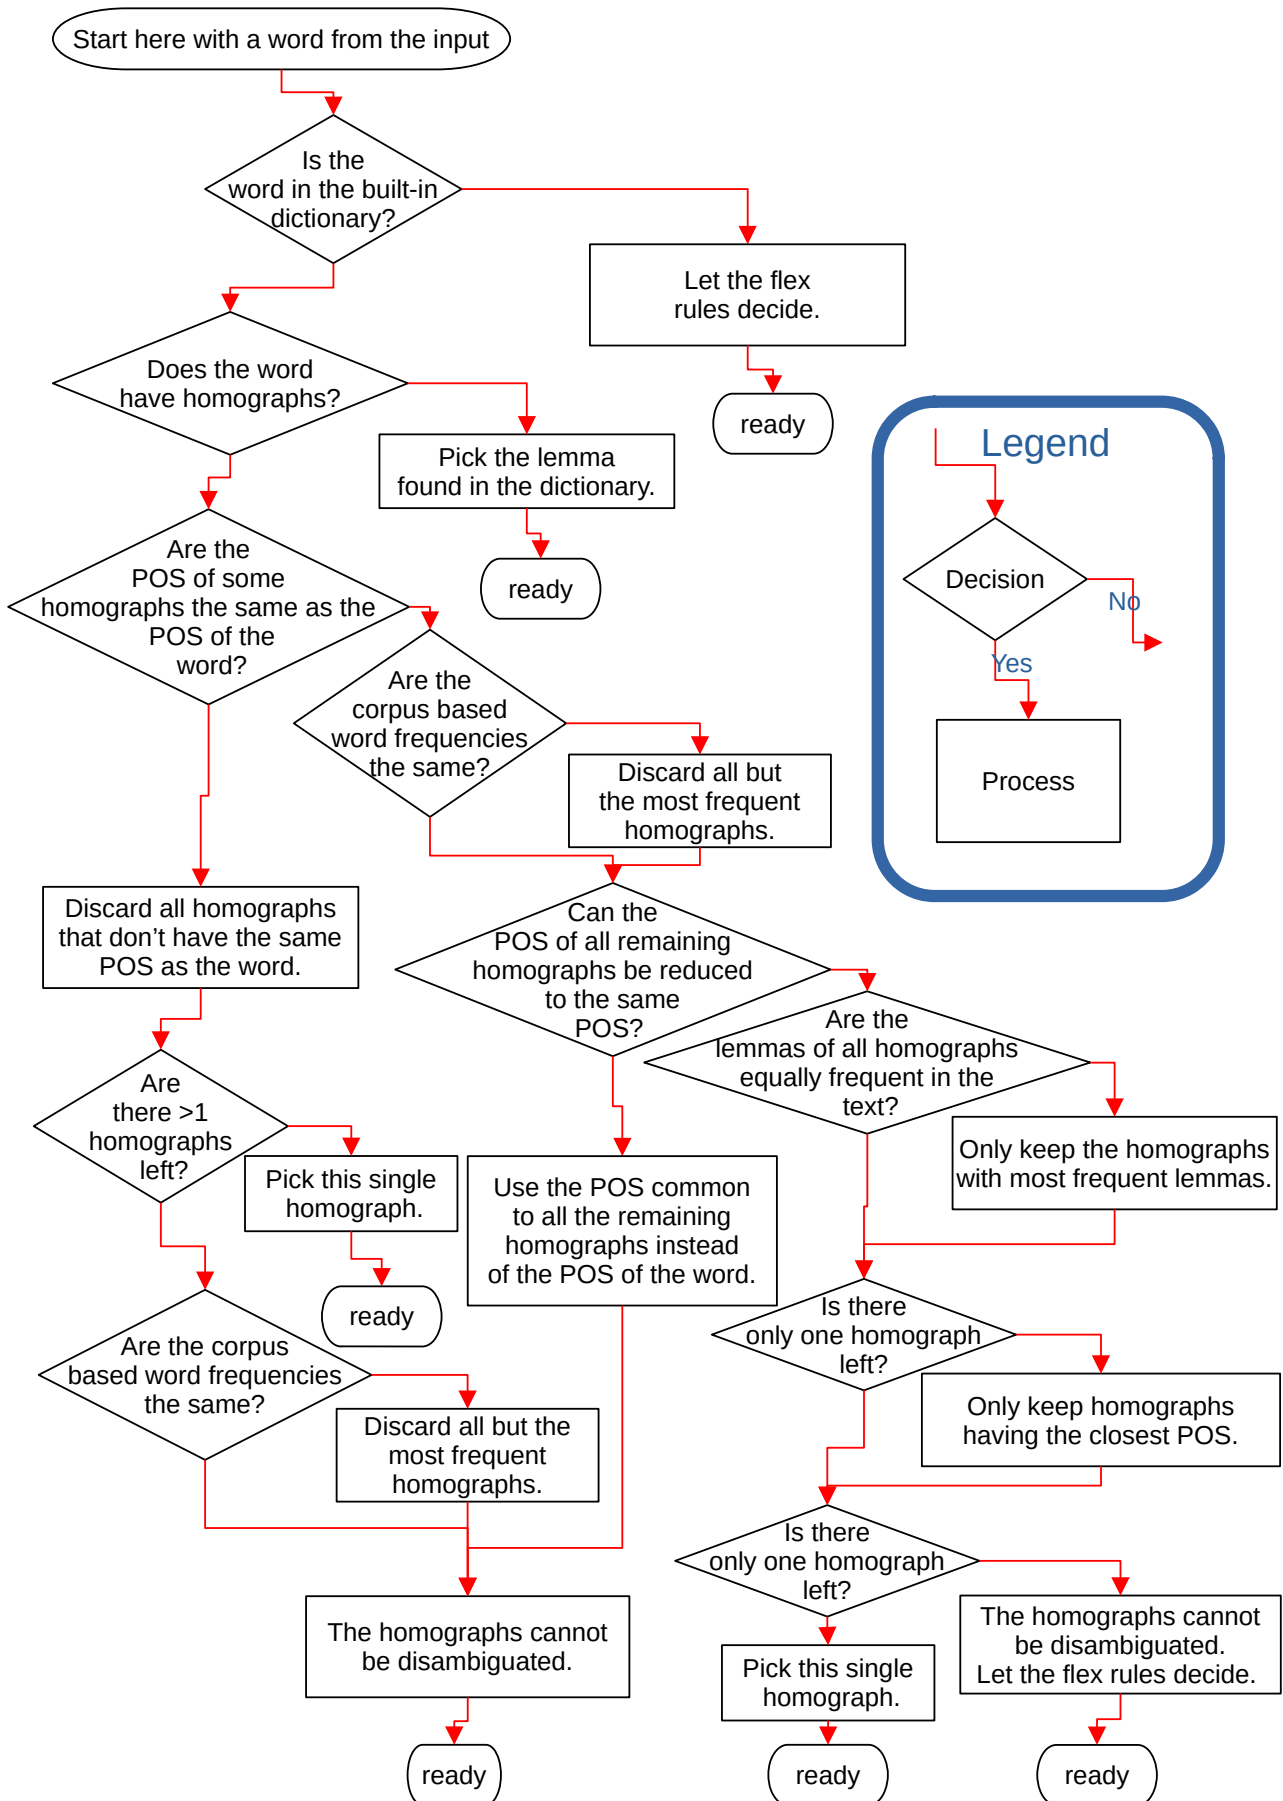 Start here with a word from the input
Is the
word in the built-in
dictionary?
Let the flex
rules decide.
ready
Does the word
have homographs?
Pick the lemma
found in the dictionary.
ready
Legend
Decision
No
Yes
Process
Are the
POS of some
homographs the same as the
POS of the
word?
Are the
corpus based
word frequencies
the same?
Discard all but
the most frequent
homographs.
Discard all homographs
that don’t have the same
POS as the word.
Can the
POS of all remaining
homographs be reduced
to the same
POS?
Are the
lemmas of all homographs
equally frequent in the
text?
Only keep the homographs
with most frequent lemmas.
Are
there >1
homographs
left?
Pick this single
homograph.
ready
Use the POS common
to all the remaining
homographs instead
of the POS of the word.
Is there
only one homograph
left?
Only keep homographs
having the closest POS.
Are the corpus
based word frequencies
the same?
Discard all but the
most frequent
homographs.
Is there
only one homograph
left?
The homographs cannot
be disambiguated.
ready
Pick this single
homograph.
ready
The homographs cannot
be disambiguated.
Let the flex rules decide.
ready